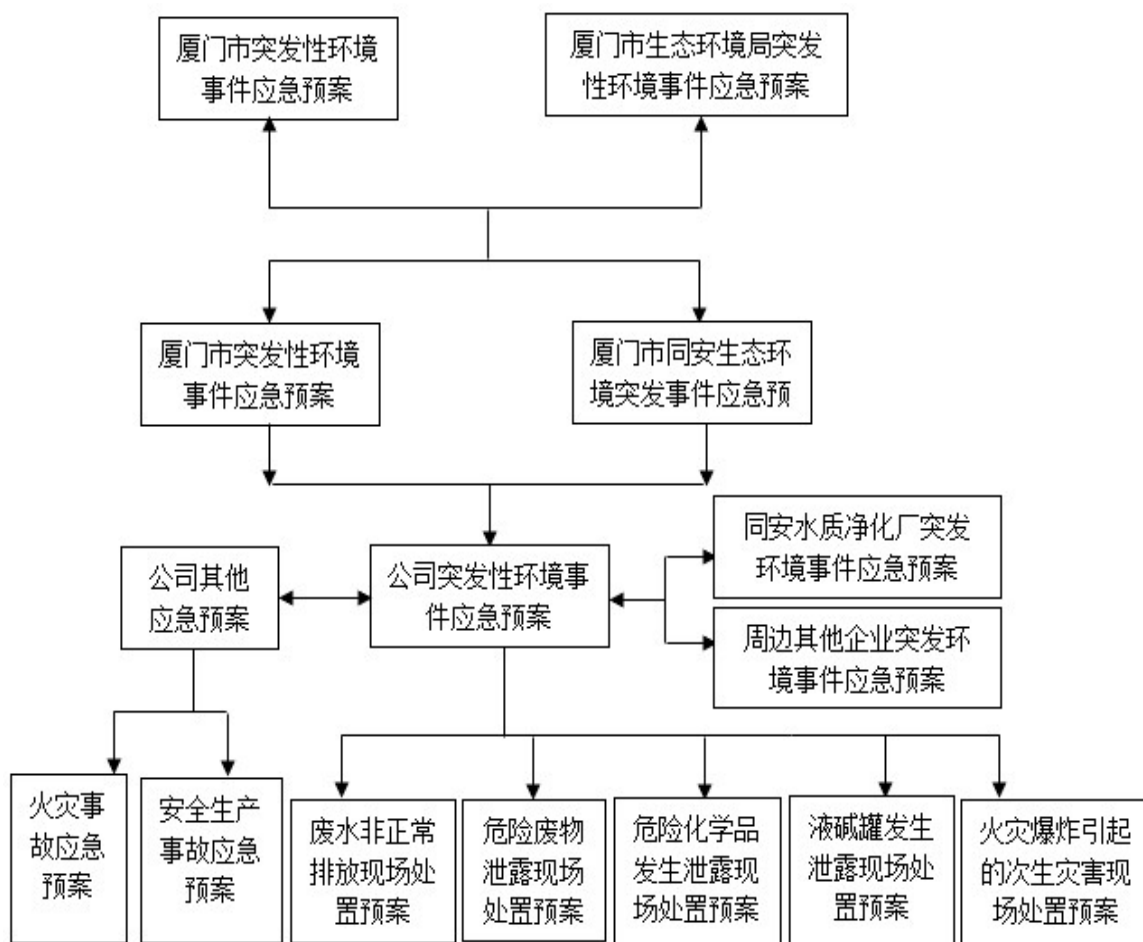 厦门市突发性环境
事件应急预案
厦门市生态环境局突发
性环境事件应急预案
厦门市突发性环境
事件应急预案
厦门市同安生态环
境突发事件应急预
同安水质净化厂突发
环境事件应急预案
公司其他
应急预案
公司突发性环境事
件应急预案
周边其他企业突发环
境事件应急预案
火灾事
故应急
预案
安全生产
事故应急
预案
废水非正常
排放现场处
置预案
危险废物
泄露现场
处置预案
危险化学品
发生泄露现
场处置预案
液碱罐发生
泄露现场处
置预案
火灾爆炸引起
的次生灾害现
场处置预案